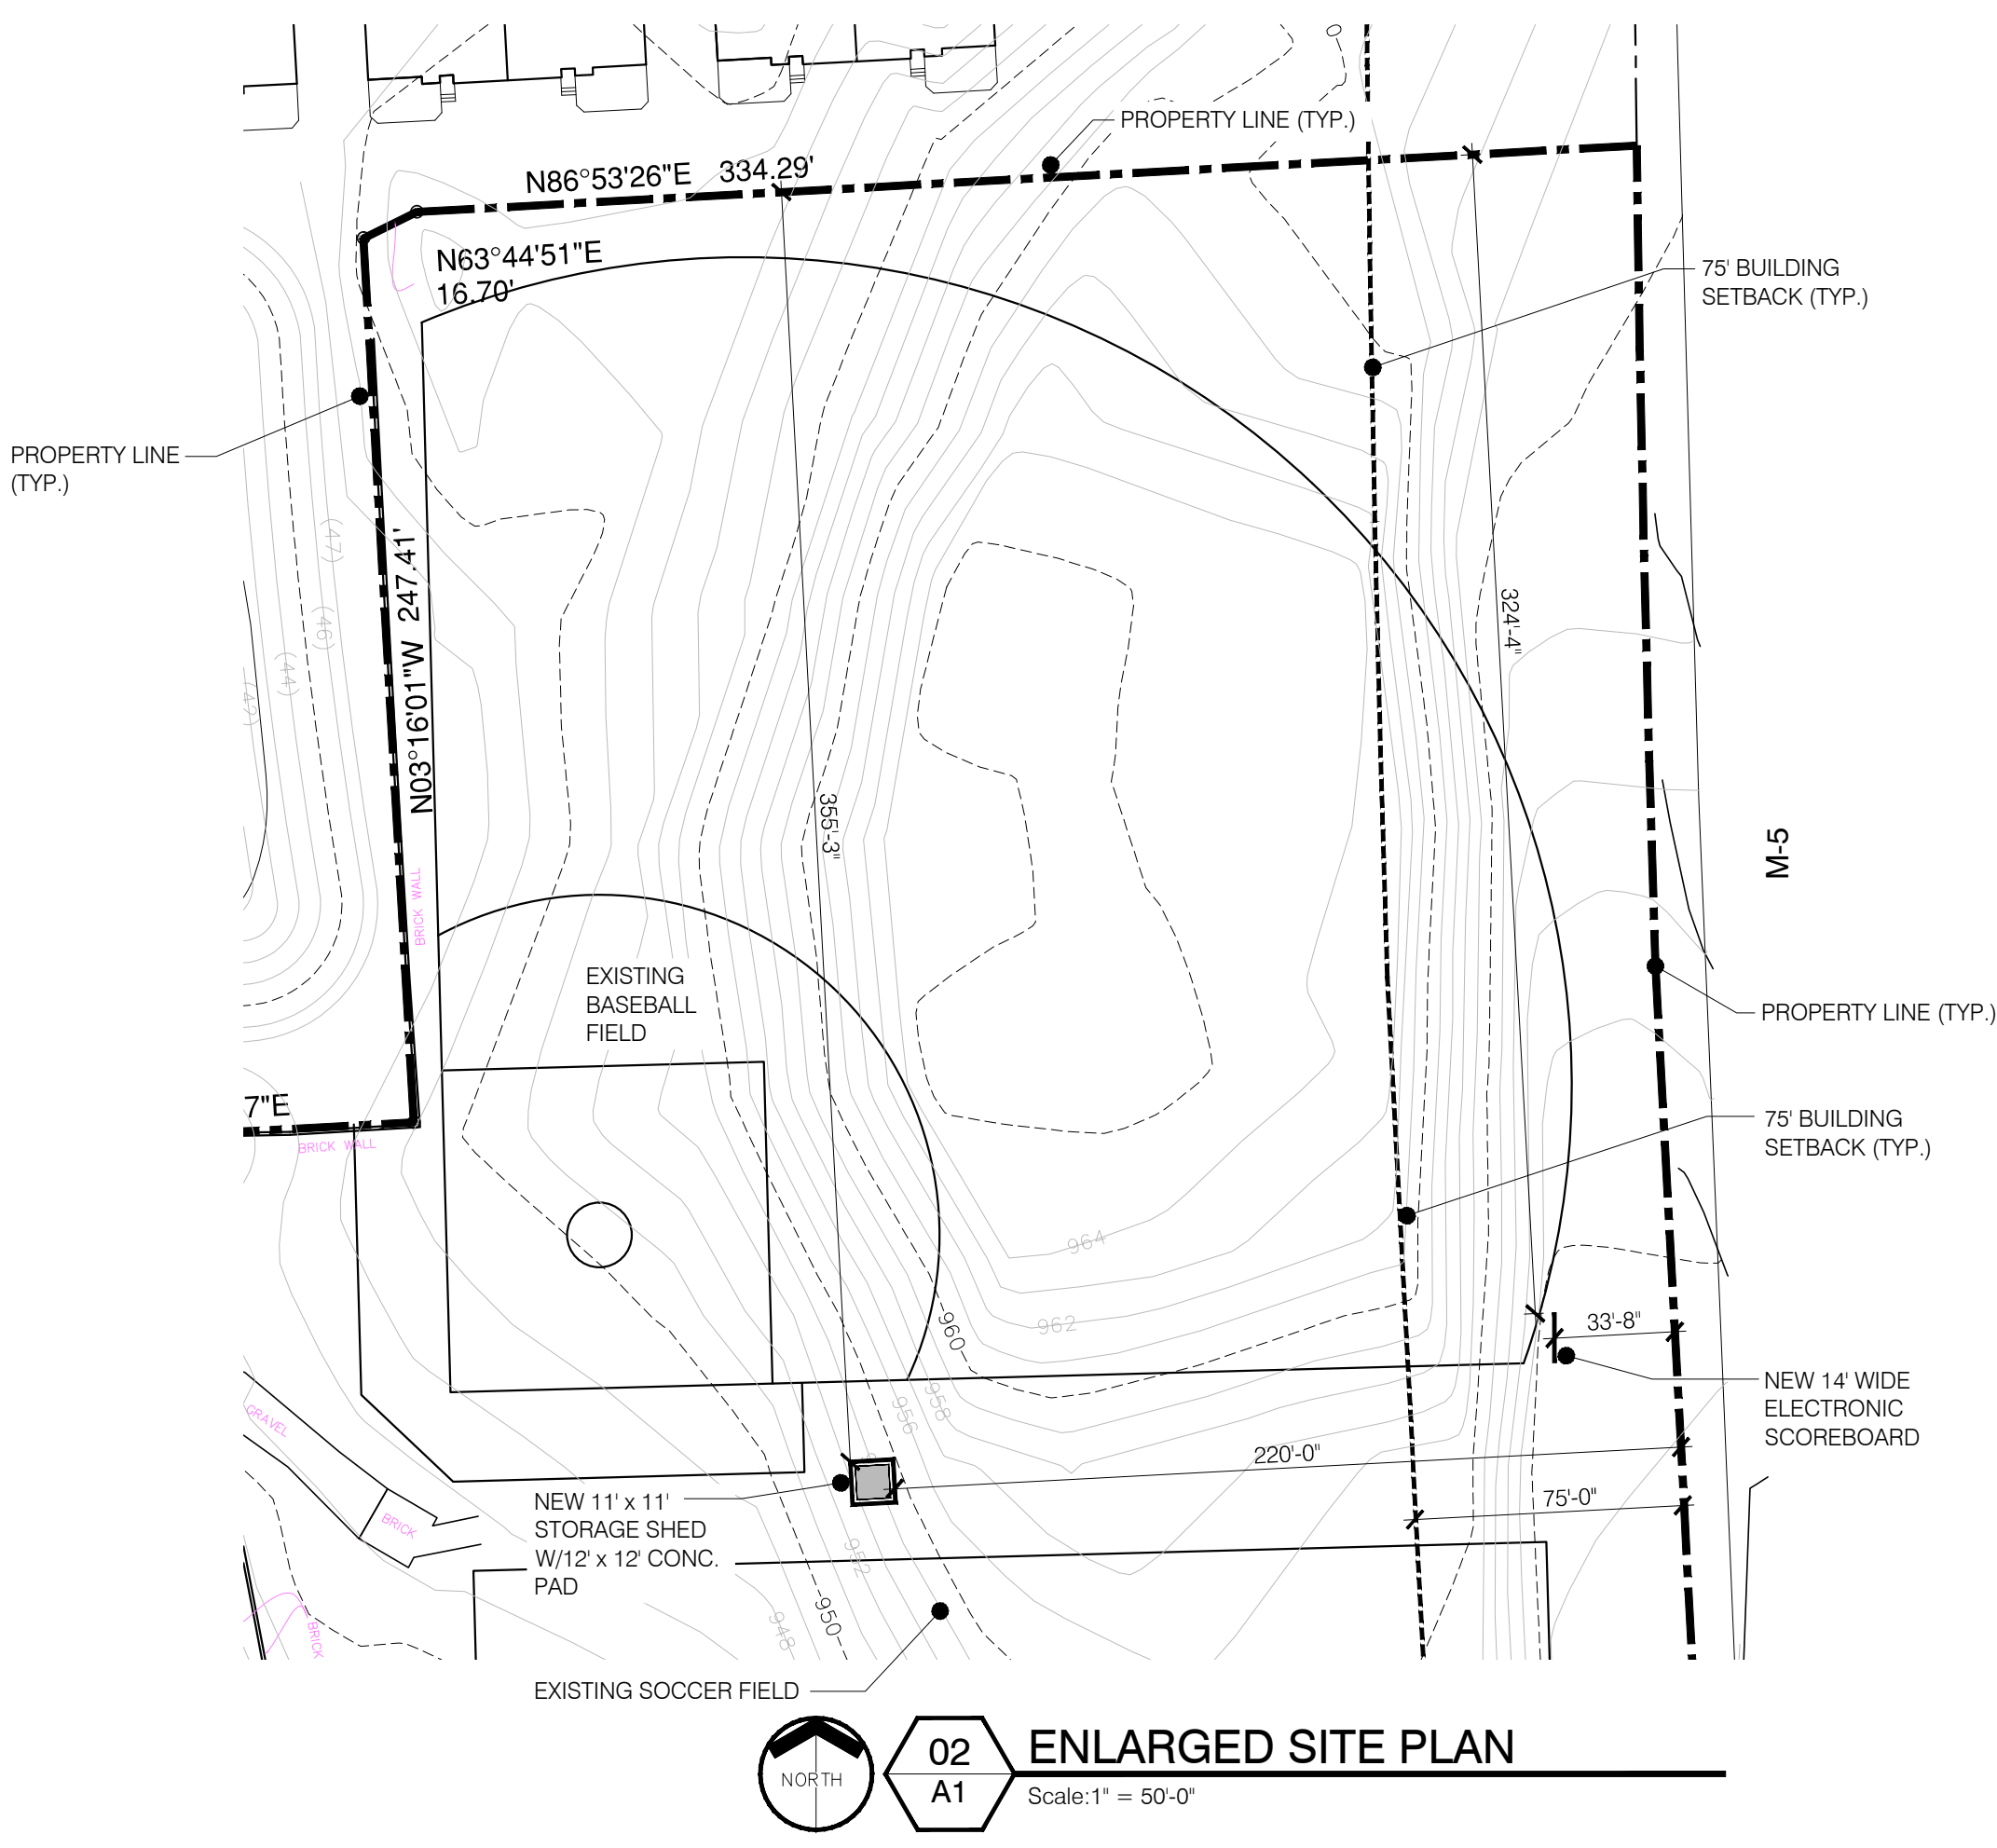 PROPERTY LINE (TYP.)
N86°53'26"E 334.29'
N63°44'51"E
16.70'
75' BUILDING
SETBACK (TYP.)
PROPERTY LINE
(TYP.)
(47)
(46)
(44)
(42)
N03°16'01"W 247.41'
324'-4"
355'-3"
M-5
BRICK WALL
EXISTING
BASEBALL
FIELD
PROPERTY LINE (TYP.)
7"E
BRICK WALL
75' BUILDING
SETBACK (TYP.)
964
962
960
33'-8"
958
956
NEW 14' WIDE
ELECTRONIC
SCOREBOARD
GRAVEL
220'-0"
75'-0"
BRICK
NEW 11' x 11'
STORAGE SHED
W/12' x 12' CONC.
PAD
952
950
948
BRICK
EXISTING SOCCER FIELD
NORTH
02
A1
ENLARGED SITE PLAN
Scale:1" = 50'-0"